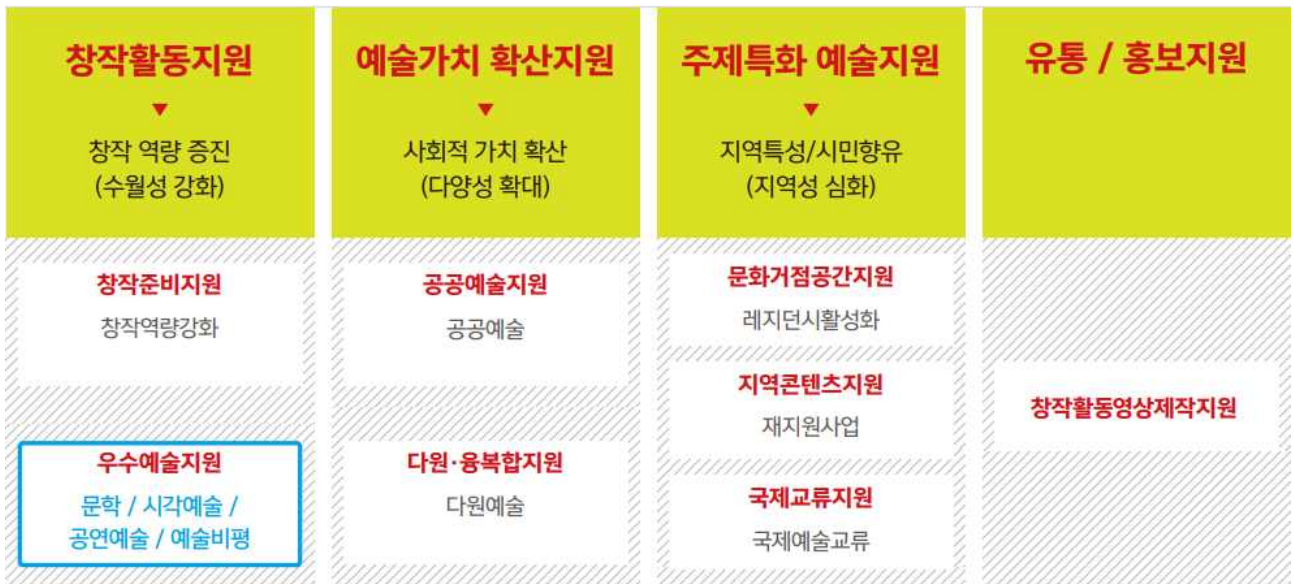 창작활동지원
▼
창작 역량 증진
(수월성 강화)
창작준비지원
창작역량강화
우수예술지원
문학 / 시각예술 /
공연예술 / 예술비평
예술가치 확산지원
▼
사회적 가치 확산
(다양성 확대)
공공예술지원
공공예술
다원·융복합지원
다원예술
주제특화 예술지원
▼
지역특성/시민향유
(지역성 심화)
문화거점공간지원
레지던시활성화
지역콘텐츠지원
재지원사업
국제교류지원
국제예술교류
유통 / 홍보지원
창작활동영상제작지원